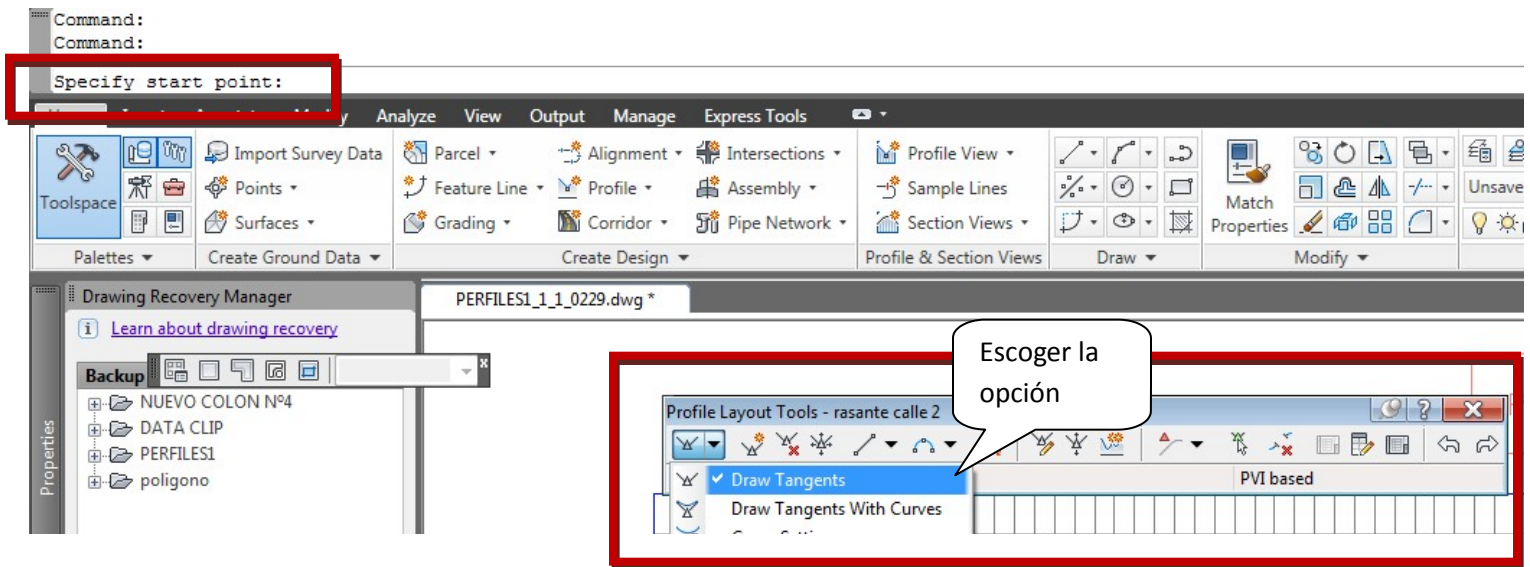 Command:
Command:
Specify start point:
Analyze View Output Manage Express Tools
Import Survey Data Parcel Alignment Intersections Profile View
Points Feature Line Profile Assembly Sample Lines
Toolspace Match Properties Unsave
Surfaces Grading Corridor Pipe Network Section Views
Palettes Create Ground Data Create Design Profile & Section Views Draw Modify
Drawing Recovery Manager PERFILES1_1_1_0229.dwg *
Learn about drawing recovery
Backup
NUEVO COLON Nº4
DATA CLIP
PERFILES1
poligono
Properties
Escoger la
opción
Profile Layout Tools - rasante calle 2
Draw Tangents PVI based
Draw Tangents With Curves